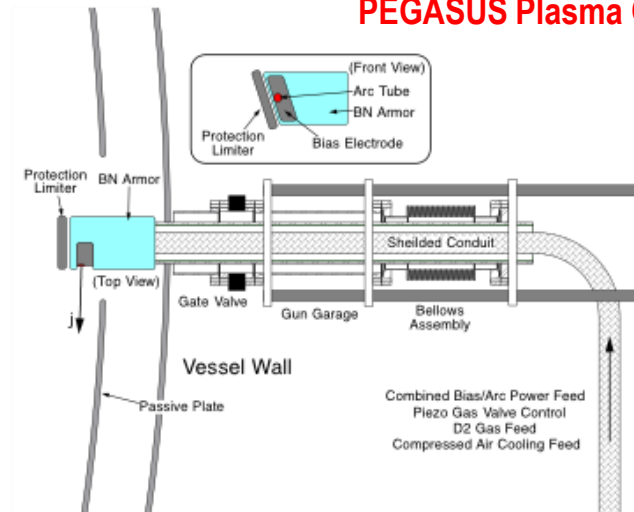 PEGASUS Plasma
(Front View)
Arc Tube
BN Armor
Protection
Limiter
Bias Electrode
Protection
Limiter
BN Armor
Sheilded Conduit
(Top View)
Gate Valve
Gun Garage
Bellows
Assembly
j
Vessel Wall
Passive Plate
Combined Bias/Arc Power Feed
Piezo Gas Valve Control
D2 Gas Feed
Compressed Air Cooling Feed